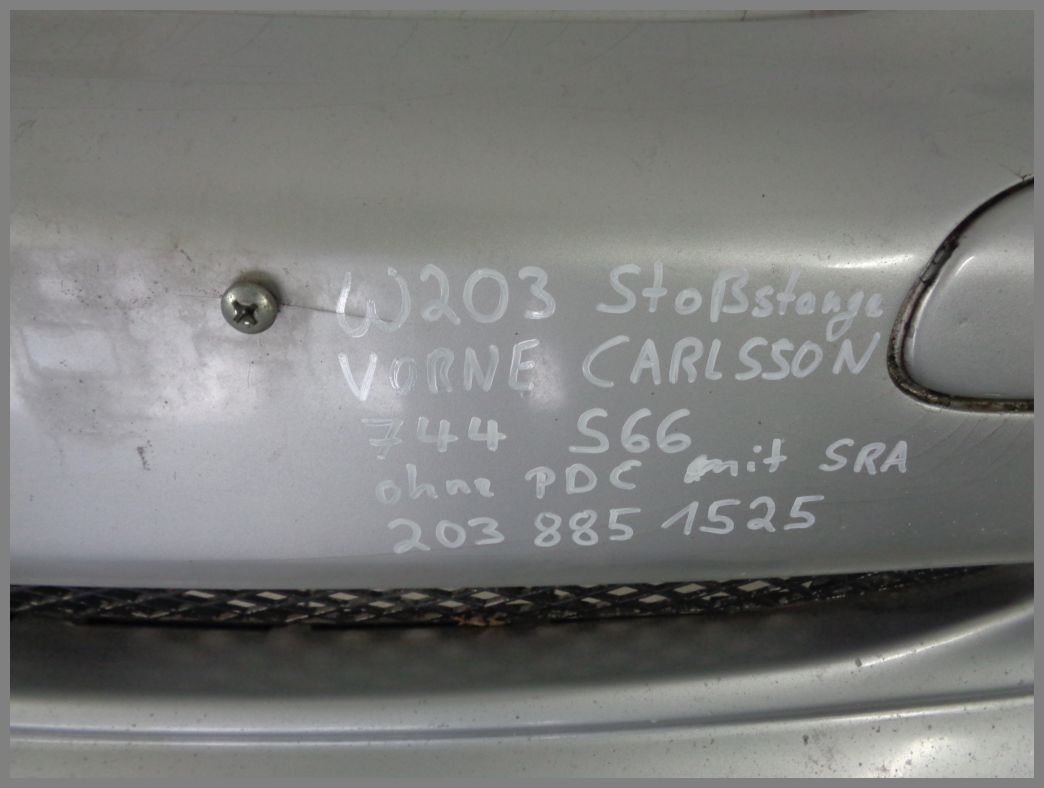 W203 Stoßstange
VORNE CARLSSON
744 S66
ohne PDC mit SRA
203 885 1525